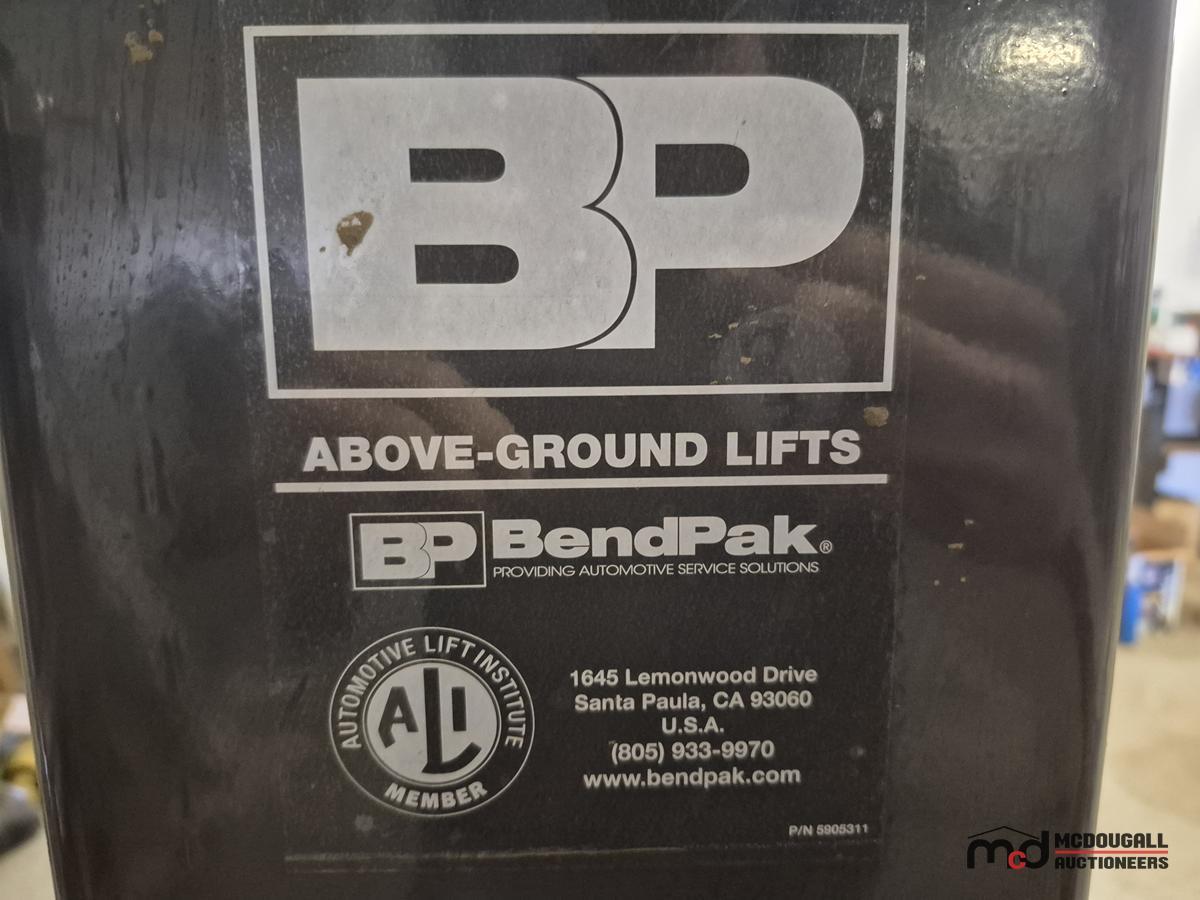 BP
ABOVE-GROUND LIFTS
BP BendPak®
PROVIDING AUTOMOTIVE SERVICE SOLUTIONS
AUTOMOTIVE LIFT INSTITUTE
ALI
MEMBER
1645 Lemonwood Drive
Santa Paula, CA 93060
U.S.A.
(805) 933-9970
www.bendpak.com
P/N 5905311
mcd MCDOUGALL
AUCTIONEERS